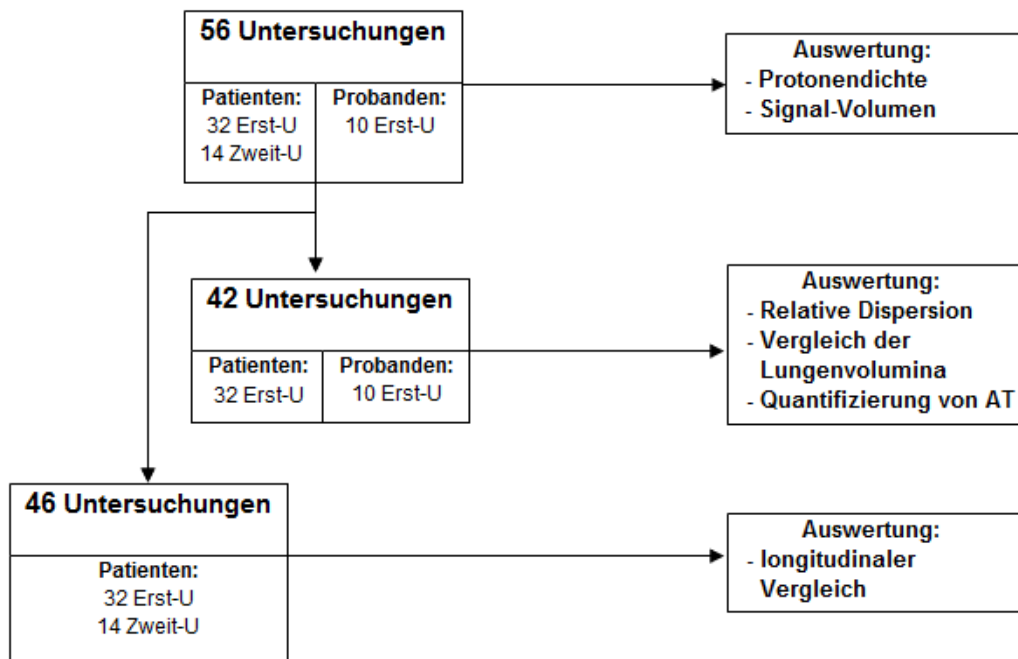 56 Untersuchungen
Patienten:
32 Erst-U
14 Zweit-U
Probanden:
10 Erst-U
Auswertung:
- Protonendichte
- Signal-Volumen
42 Untersuchungen
Patienten:
32 Erst-U
Probanden:
10 Erst-U
Auswertung:
- Relative Dispersion
- Vergleich der
Lungenvolumina
- Quantifizierung von AT
46 Untersuchungen
Patienten:
32 Erst-U
14 Zweit-U
Auswertung:
- longitudinaler
Vergleich